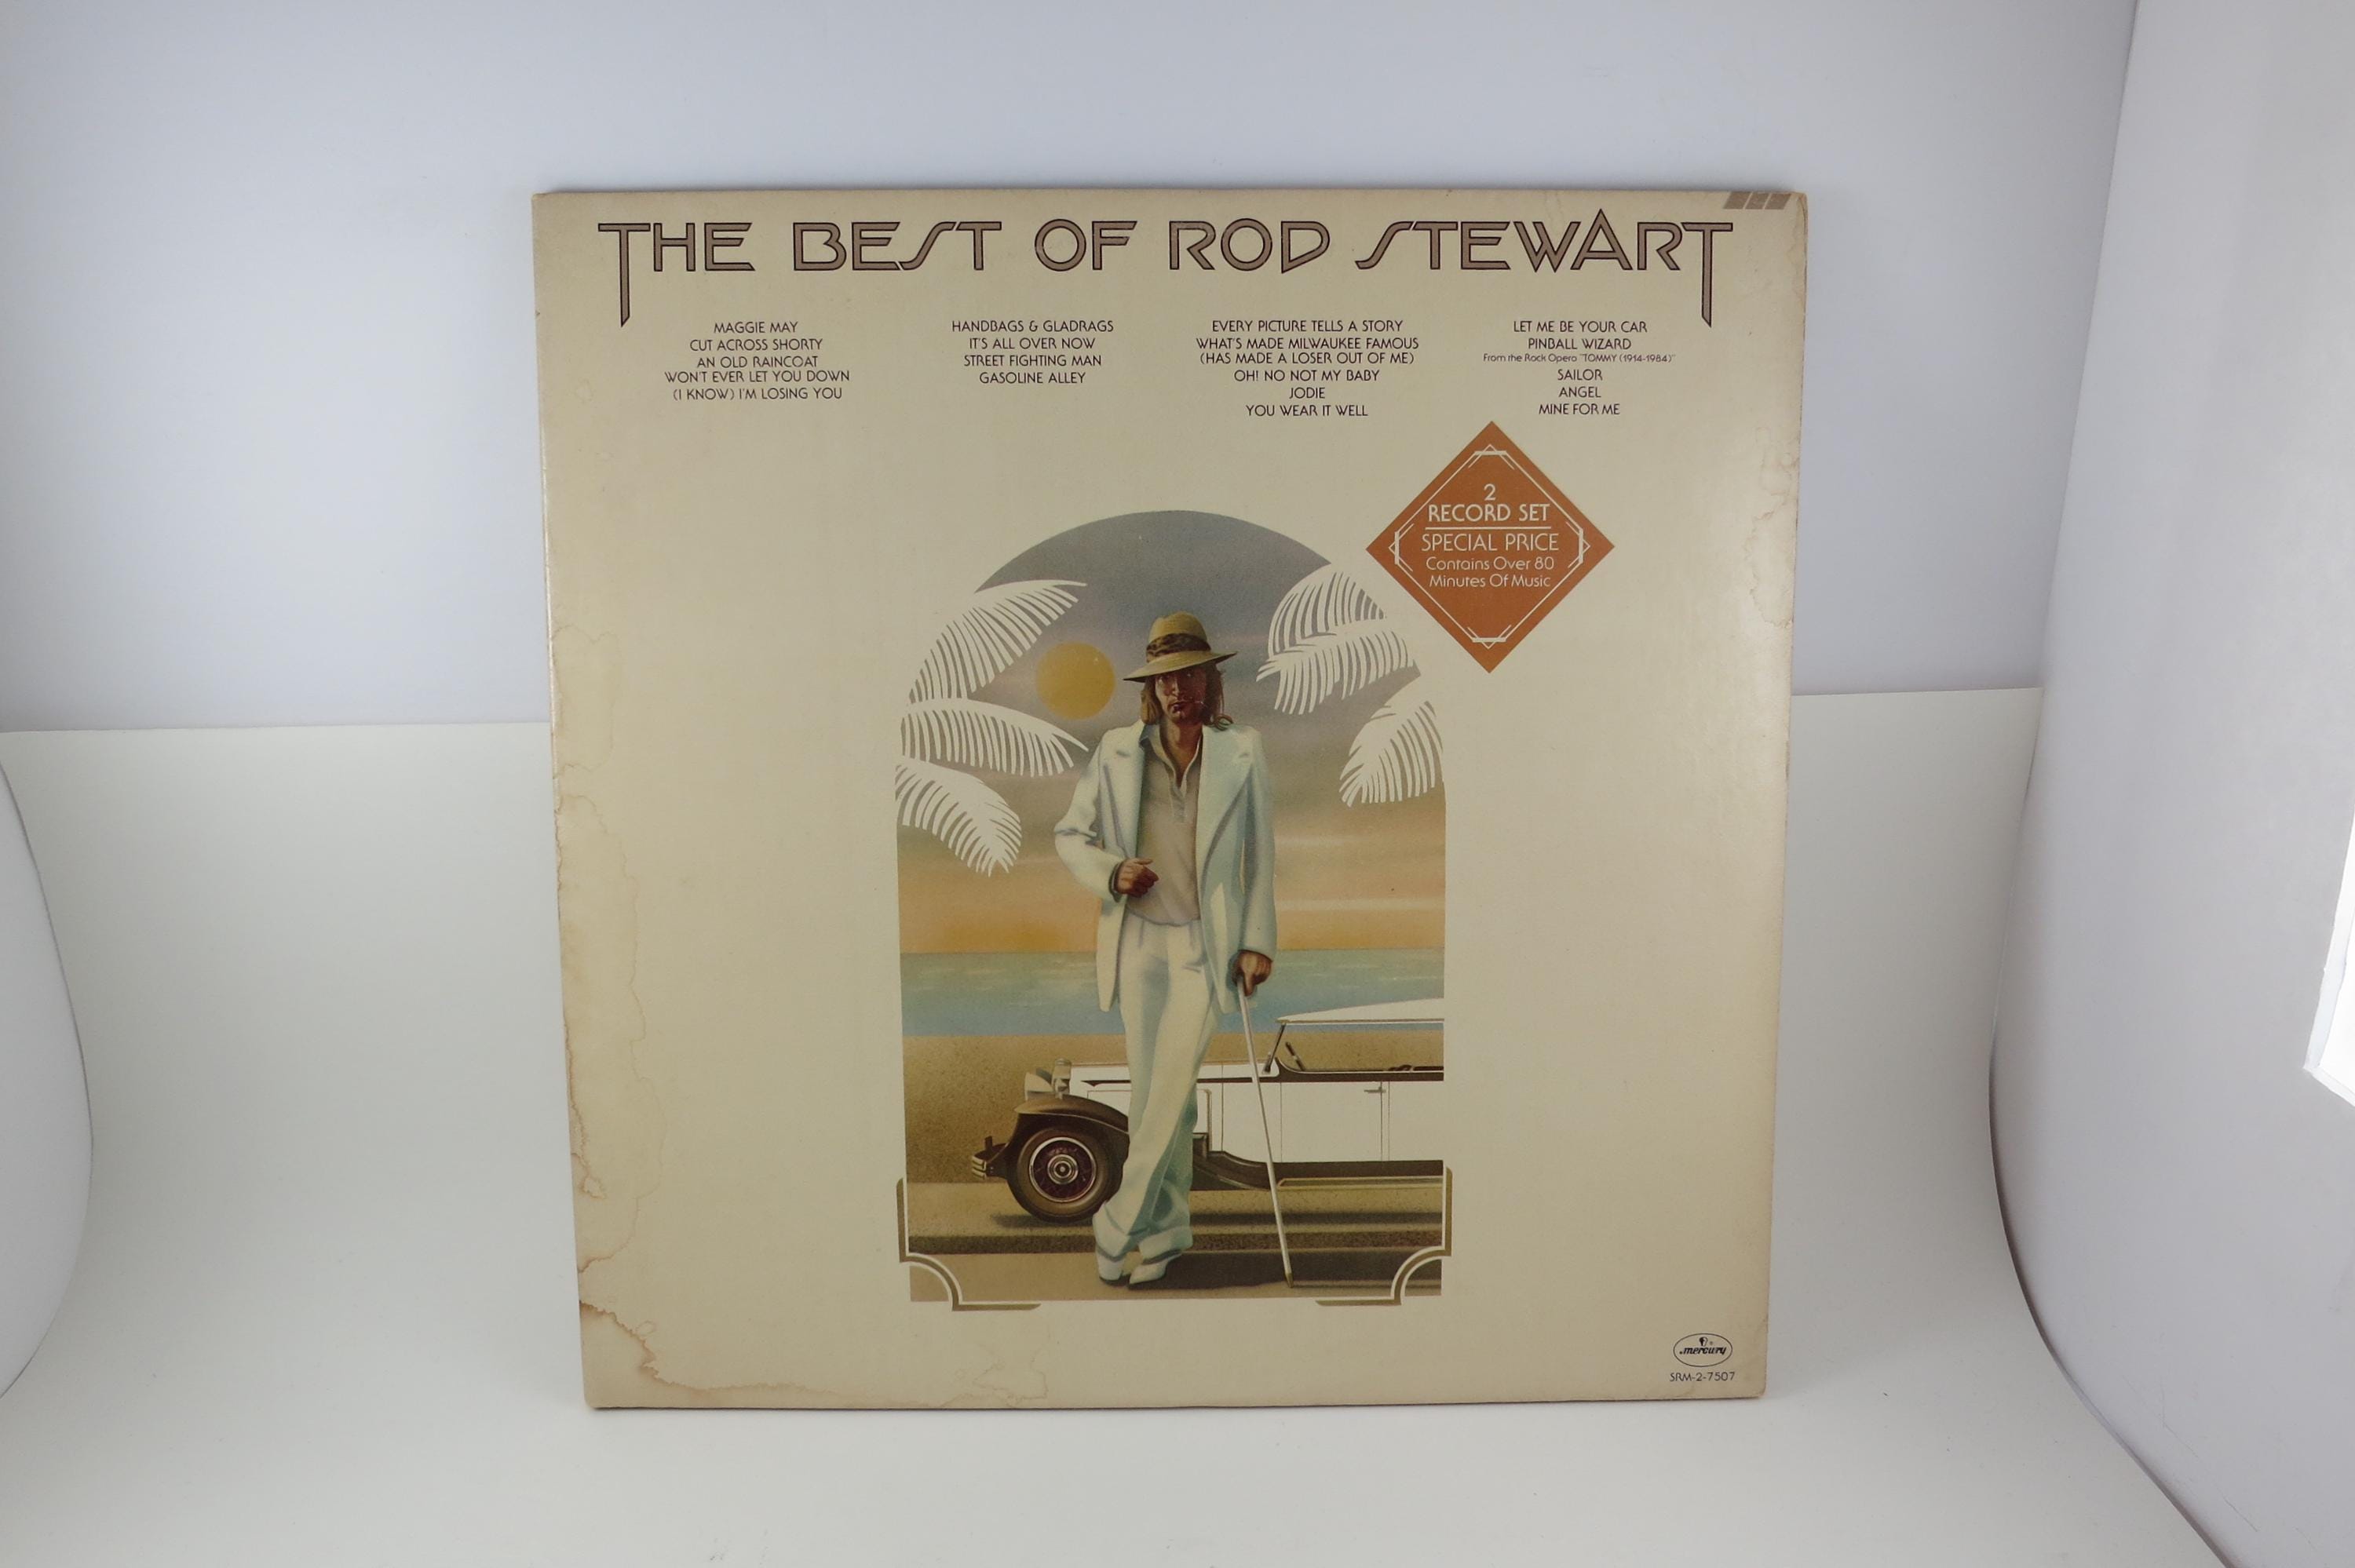 THE BEST OF ROD STEWART
MAGGIE MAY
CUT ACROSS SHORTY
AN OLD RAINCOAT
WON'T EVER LET YOU DOWN
(I KNOW) I'M LOSING YOU
HANDBAGS & GLADRAGS
IT'S ALL OVER NOW
STREET FIGHTING MAN
GASOLINE ALLEY
EVERY PICTURE TELLS A STORY
WHAT'S MADE MILWAUKEE FAMOUS
(HAS MADE A LOSER OUT OF ME)
OH! NO NOT MY BABY
JODIE
YOU WEAR IT WELL
LET ME BE YOUR CAR
PINBALL WIZARD
From the Rock Opera "TOMMY (1914-1984)"
SAILOR
ANGEL
MINE FOR ME
2
RECORD SET
SPECIAL PRICE
Contains Over 80
Minutes Of Music
mercury
SRM-2-7507